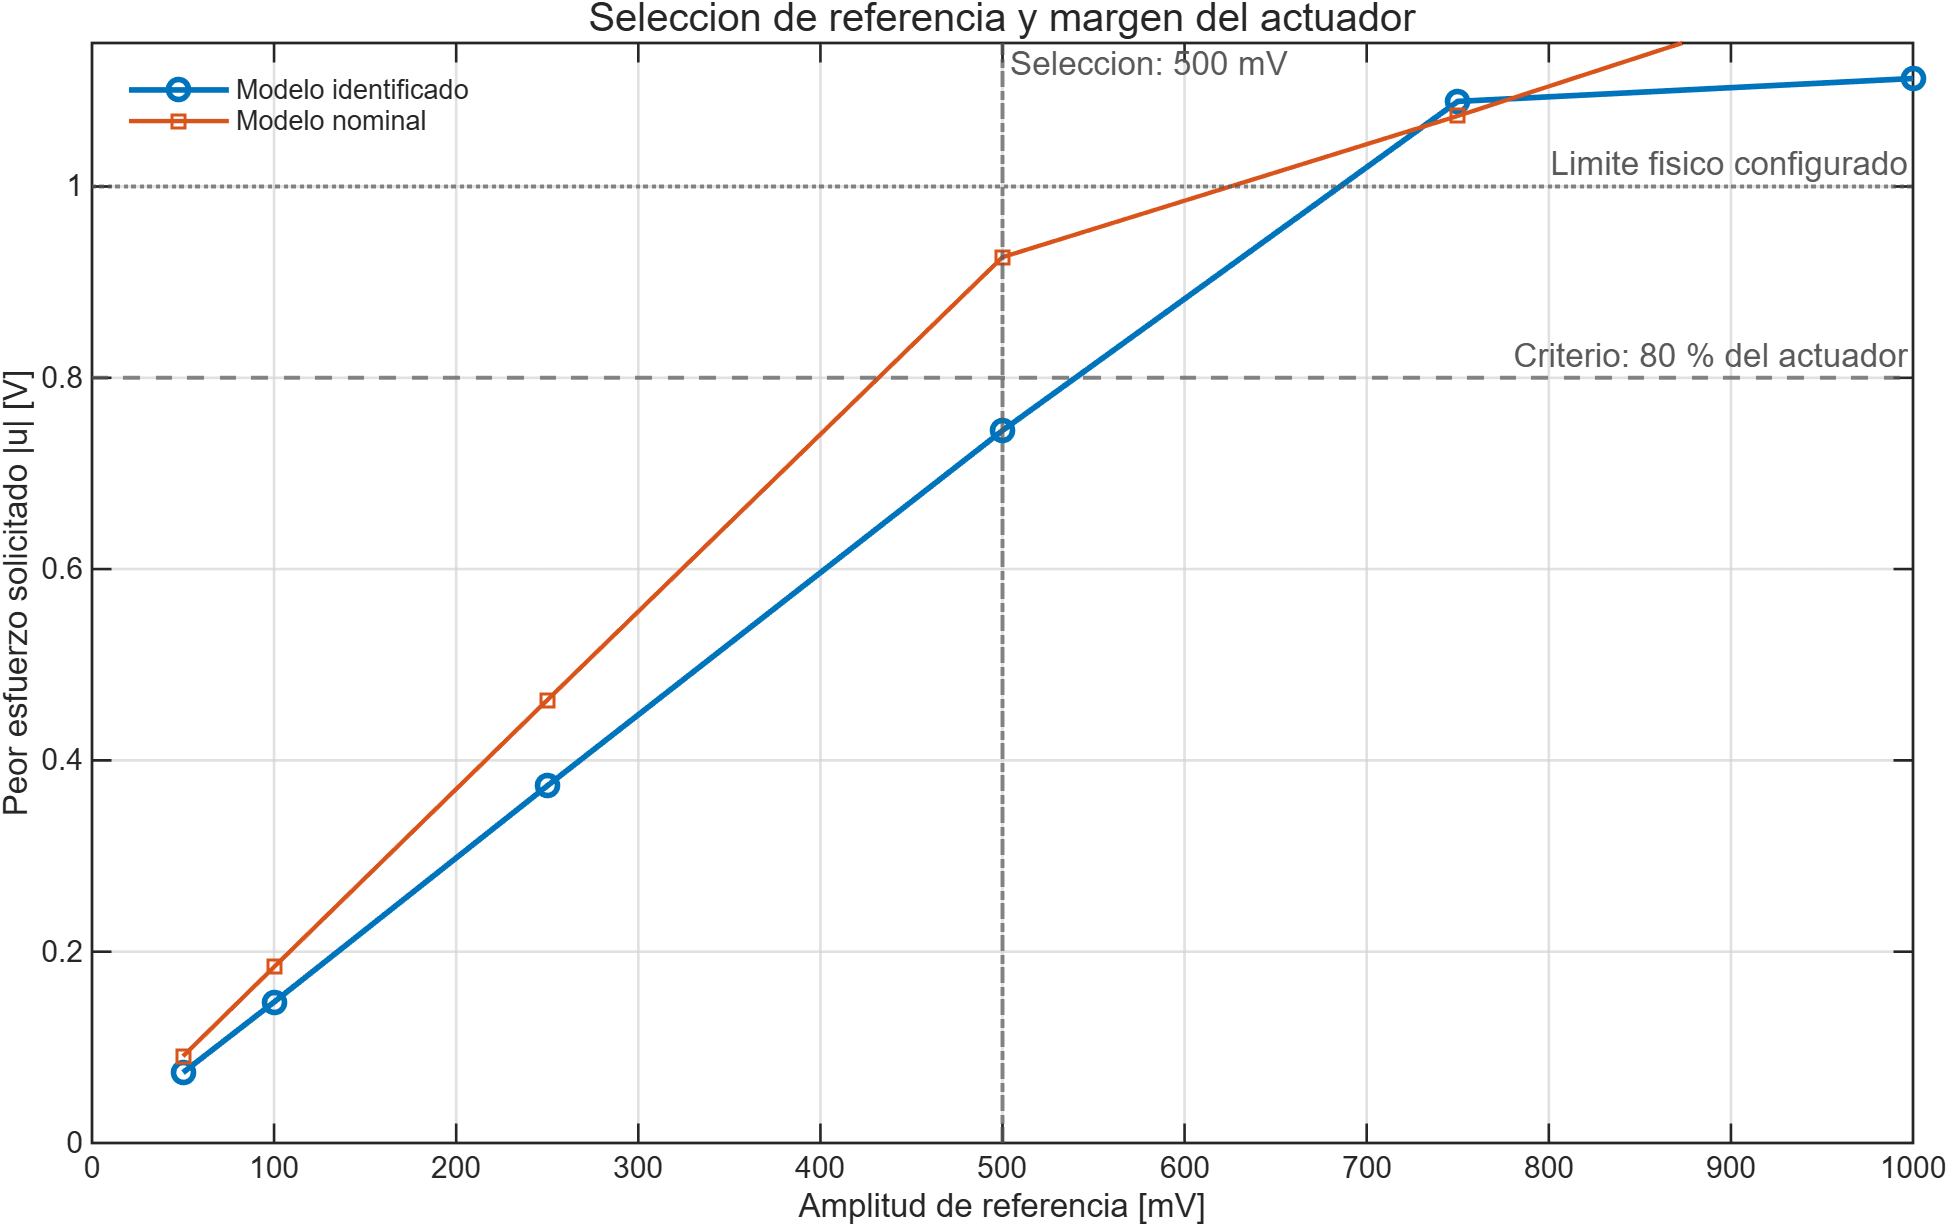 Seleccion de referencia y margen del actuador
Seleccion: 500 mV
Modelo identificado
Modelo nominal
Limite fisico configurado
Criterio: 80 % del actuador
Peor esfuerzo solicitado |u| [V]
1
0.8
0.6
0.4
0.2
0
0 100 200 300 400 500 600 700 800 900 1000
Amplitud de referencia [mV]